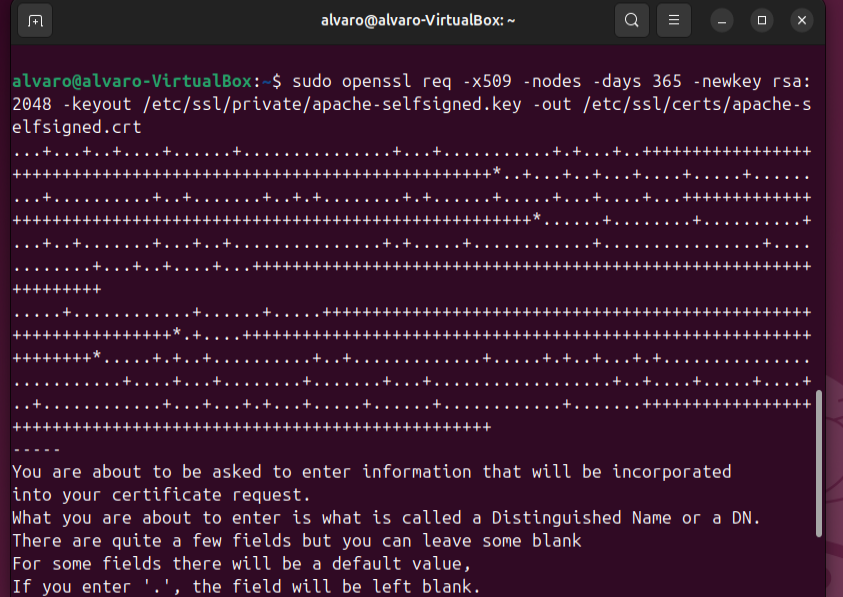 alvaro@alvaro-VirtualBox: ~
alvaro@alvaro-VirtualBox:~$ sudo openssl req -x509 -nodes -days 365 -newkey rsa:
2048 -keyout /etc/ssl/private/apache-selfsigned.key -out /etc/ssl/certs/apache-s
elfsigned.crt
...+...+..+....+......+...............+...+...........+.+...+..+++++++++++++++++
++++++++++++++++++++++++++++++++++++++++++++++++*..+...+..+...+....+.....+......
...+..........+..+.......+..+.+........+.+......+.....+...+....+...+++++++++++++
++++++++++++++++++++++++++++++++++++++++++++++++++++*......+........+..........+
...+..+.......+...+..+...............+.+.....+............+................+....
........+...+..+....+...++++++++++++++++++++++++++++++++++++++++++++++++++++++++
+++++++++
.....+............+......+.....+++++++++++++++++++++++++++++++++++++++++++++++++
++++++++++++++++*.+....+++++++++++++++++++++++++++++++++++++++++++++++++++++++++
++++++++*.....+.+..+..........+..+.............+.....+.+..+...+.+...............
...........+....+...+........+.......+...+..................+..+....+.....+....+
..+............+...+...+.+...+.....+......+............+.......+++++++++++++++++
++++++++++++++++++++++++++++++++++++++++++++++++
-----
You are about to be asked to enter information that will be incorporated
into your certificate request.
What you are about to enter is what is called a Distinguished Name or a DN.
There are quite a few fields but you can leave some blank
For some fields there will be a default value,
If you enter '.', the field will be left blank.